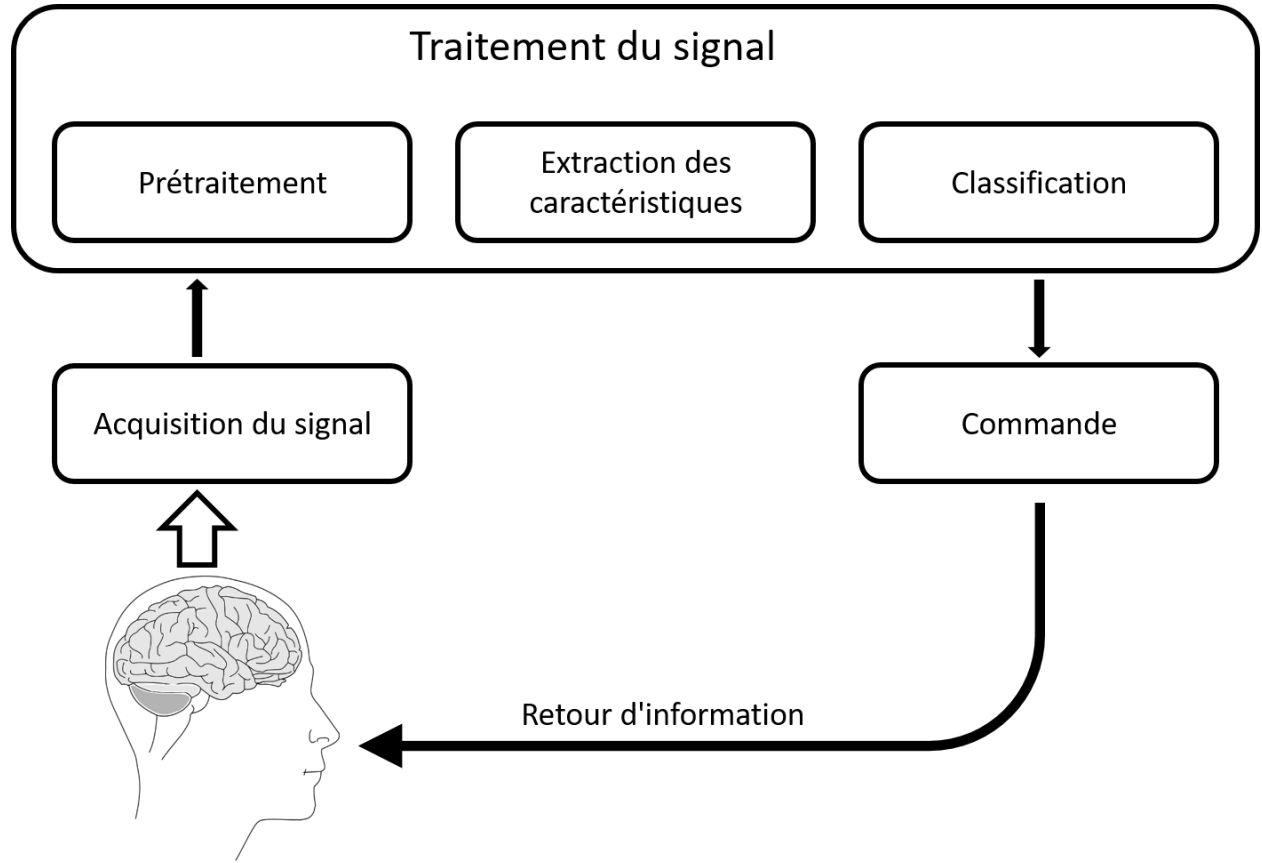 Traitement du signal
Prétraitement
Extraction des
caractéristiques
Classification
Acquisition du signal
Commande
Retour d'information